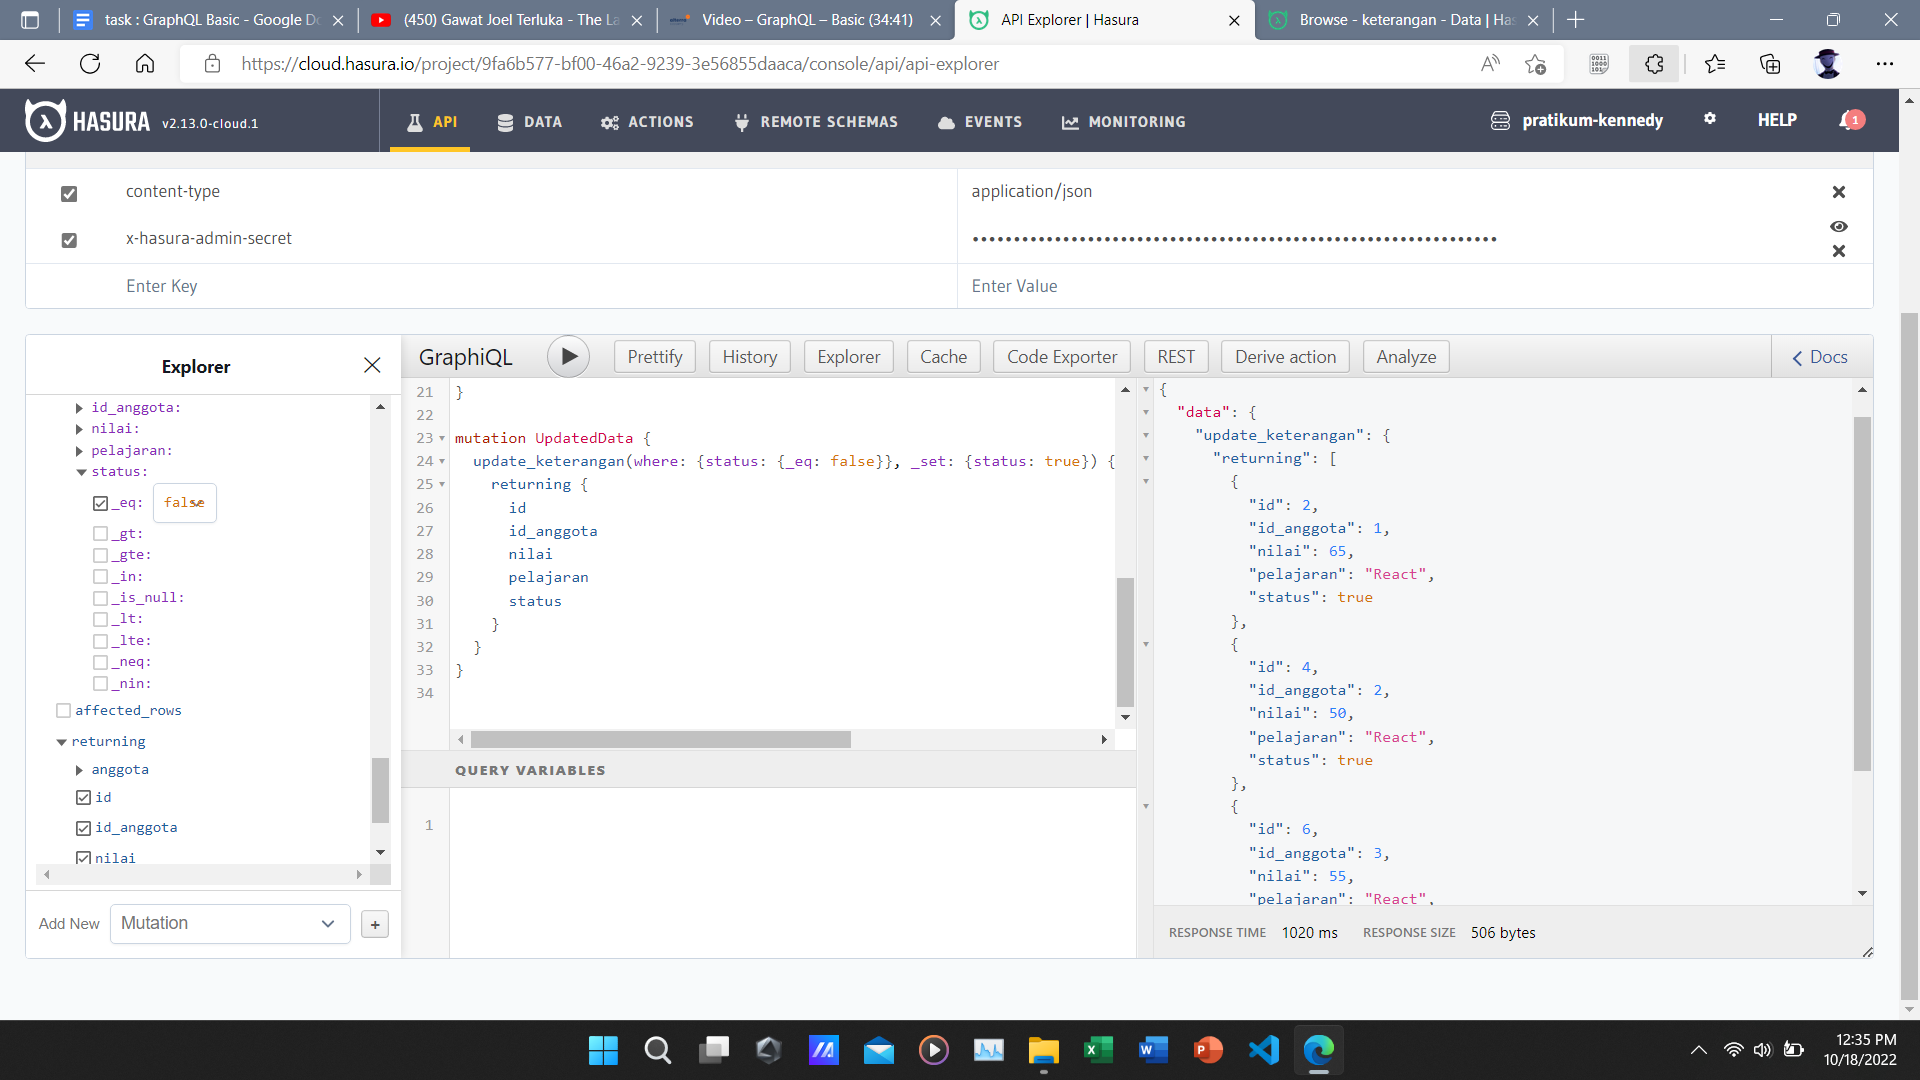 task : GraphQL Basic - Google Do
(450) Gawat Joel Terluka - The La
Video – GraphQL – Basic (34:41)
API Explorer | Hasura
Browse - keterangan - Data | Has
https://cloud.hasura.io/project/9fa6b577-bf00-46a2-9239-3e56855daaca/console/api/api-explorer
HASURA v2.13.0-cloud.1
API
DATA
ACTIONS
REMOTE SCHEMAS
EVENTS
MONITORING
pratikum-kennedy
HELP
1
content-type
application/json
x-hasura-admin-secret
••••••••••••••••••••••••••••••••••••••••••••••••••••••••••••••••
Enter Key
Enter Value
Explorer
id_anggota:
nilai:
pelajaran:
status:
_eq: false
_gt:
_gte:
_in:
_is_null:
_lt:
_lte:
_neq:
_nin:
affected_rows
returning
anggota
id
id_anggota
nilai
Add New Mutation +
GraphiQL
Prettify
History
Explorer
Cache
Code Exporter
REST
Derive action
Analyze
Docs
21 }
22
23 mutation UpdatedData {
24 update_keterangan(where: {status: {_eq: false}}, _set: {status: true}) {
25 returning {
26 id
27 id_anggota
28 nilai
29 pelajaran
30 status
31 }
32 }
33 }
34
QUERY VARIABLES
1
{
"data": {
"update_keterangan": {
"returning": [
{
"id": 2,
"id_anggota": 1,
"nilai": 65,
"pelajaran": "React",
"status": true
},
{
"id": 4,
"id_anggota": 2,
"nilai": 50,
"pelajaran": "React",
"status": true
},
{
"id": 6,
"id_anggota": 3,
"nilai": 55,
"pelajaran": "React",
RESPONSE TIME 1020 ms RESPONSE SIZE 506 bytes
12:35 PM
10/18/2022